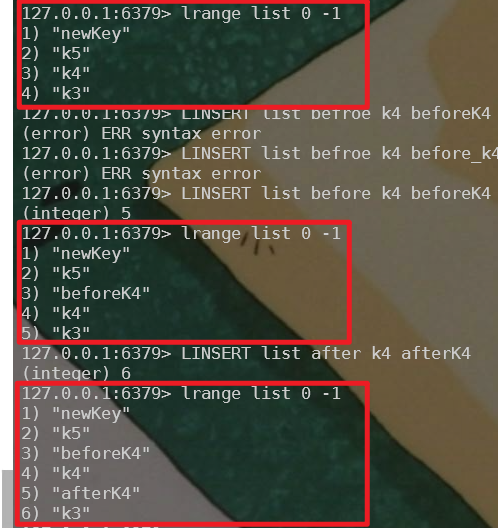 127.0.0.1:6379> lrange list 0 -1
1) "newKey"
2) "k5"
3) "k4"
4) "k3"
127.0.0.1:6379> LINSERT list befroe k4 beforeK4
(error) ERR syntax error
127.0.0.1:6379> LINSERT list befroe k4 before_k4
(error) ERR syntax error
127.0.0.1:6379> LINSERT list before k4 beforeK4
(integer) 5
127.0.0.1:6379> lrange list 0 -1
1) "newKey"
2) "k5"
3) "beforeK4"
4) "k4"
5) "k3"
127.0.0.1:6379> LINSERT list after k4 afterK4
(integer) 6
127.0.0.1:6379> lrange list 0 -1
1) "newKey"
2) "k5"
3) "beforeK4"
4) "k4"
5) "afterK4"
6) "k3"